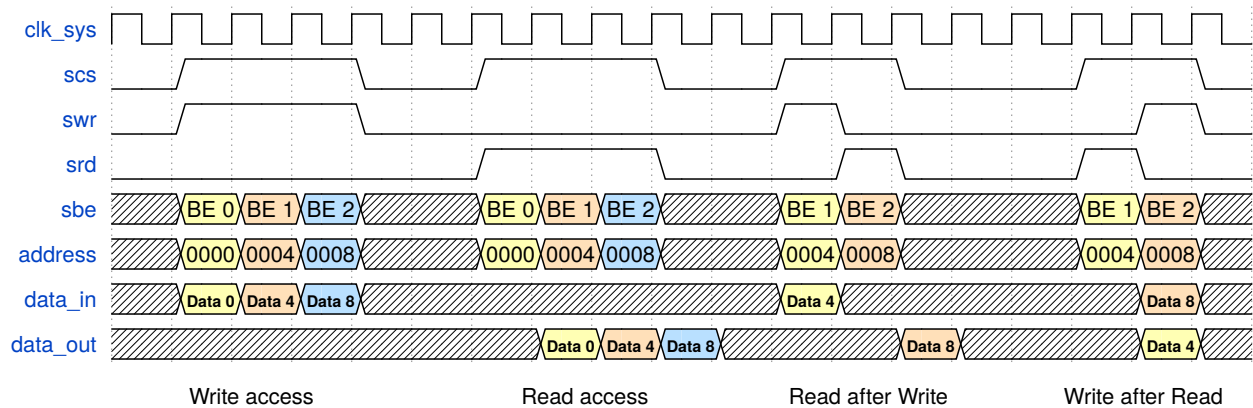 clk_sys
scs
swr
srd
sbe BE 0 BE 1 BE 2 BE 0 BE 1 BE 2 BE 1 BE 2 BE 1 BE 2
address 0000 0004 0008 0000 0004 0008 0004 0008 0004 0008
data_in Data 0 Data 4 Data 8 Data 4 Data 8
data_out Data 0 Data 4 Data 8 Data 8 Data 4
Write access Read access Read after Write Write after Read